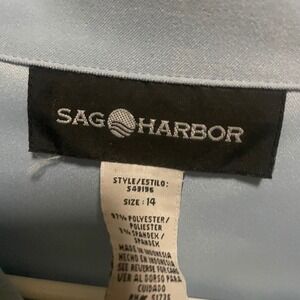 SAG HARBOR
STYLE/ESTILO:
S49196
SIZE: 14
97% POLYESTER/
POLIESTER
3% SPANDEX/
SPANDEX
MADE IN INDONESIA
HECHO EN INDONESIA
SEE REVERSE FOR CARE
VER AL DORSO PARA
CUIDADO